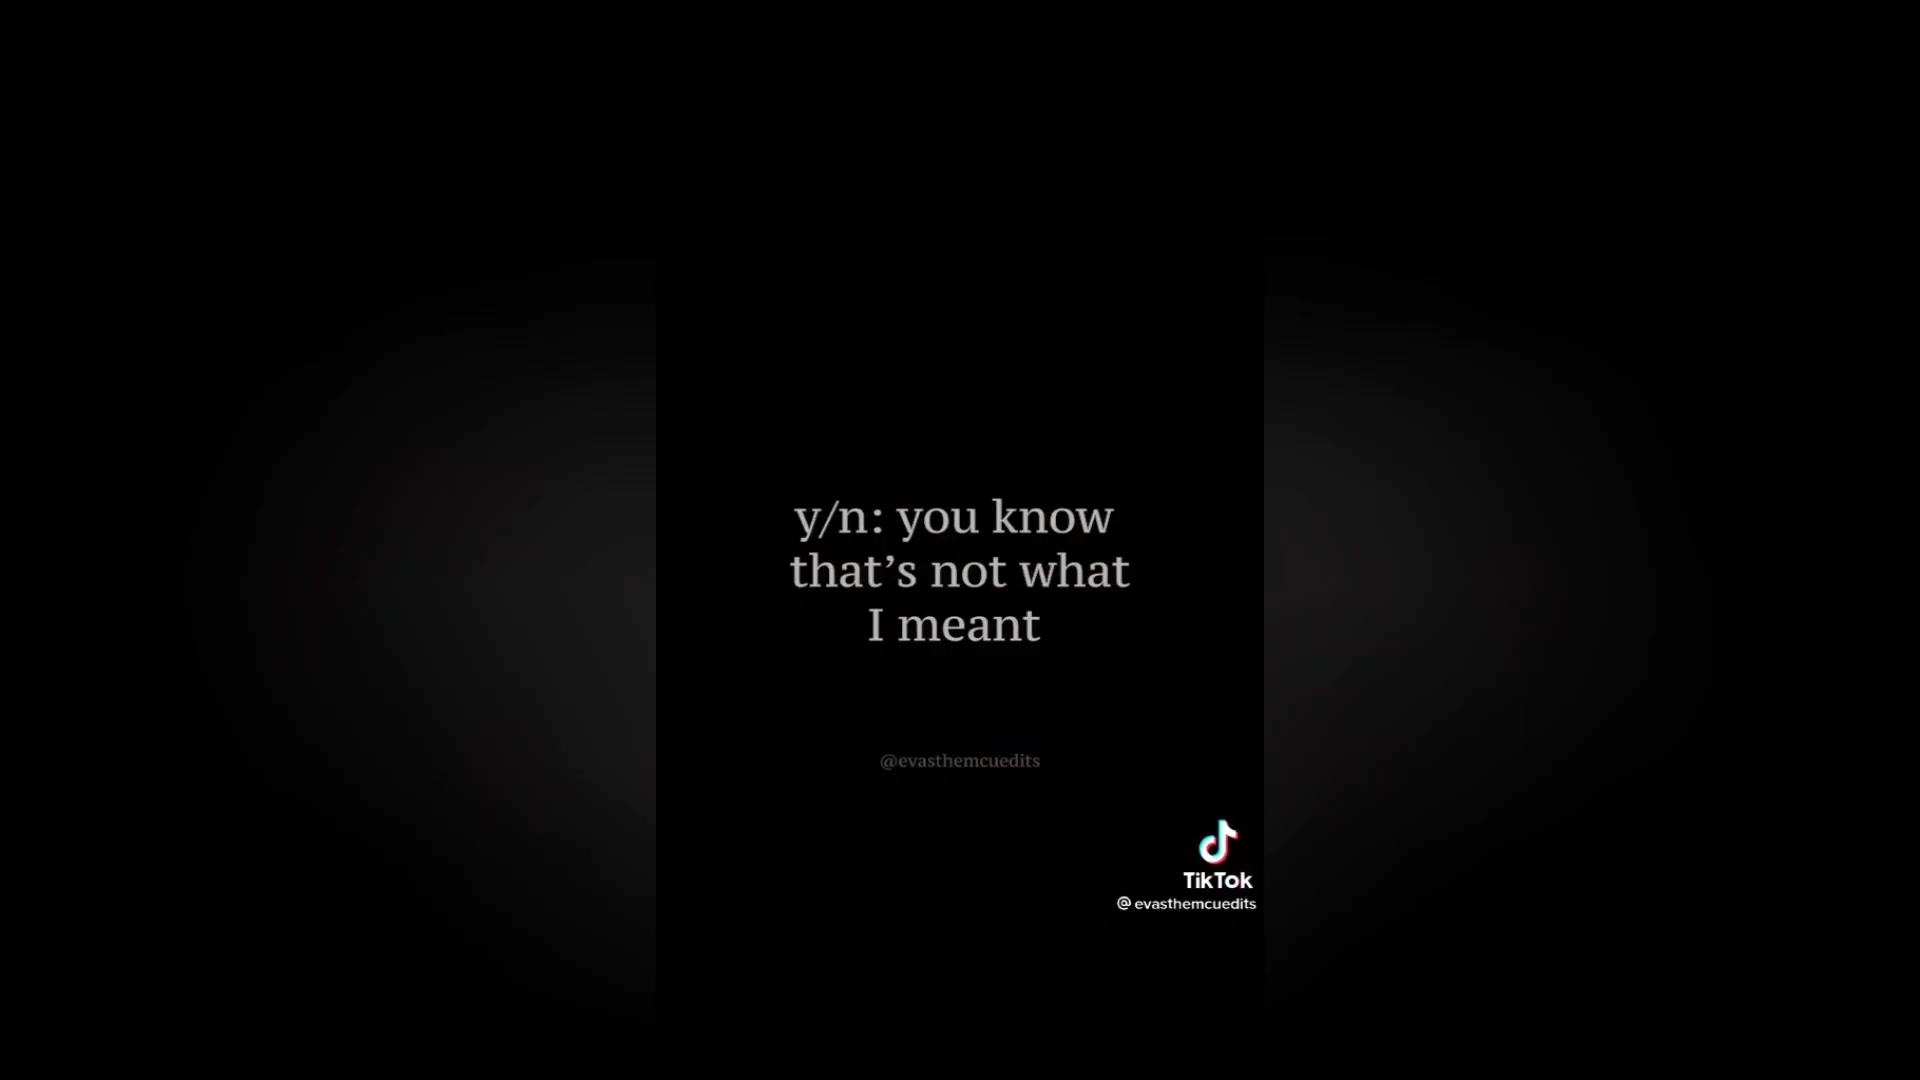 y/n: you know
that’s not what
I meant
@evasthemcuedits
TikTok
@evasthemcuedits